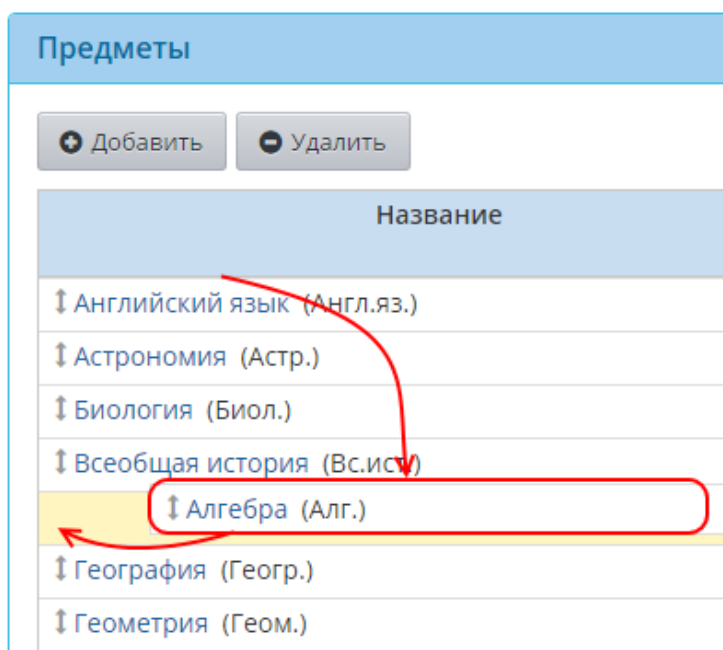 Предметы
Добавить Удалить
Название
Английский язык (Англ.яз.)
Астрономия (Астр.)
Биология (Биол.)
Всеобщая история (Вс.ист.)
Алгебра (Алг.)
География (Геогр.)
Геометрия (Геом.)